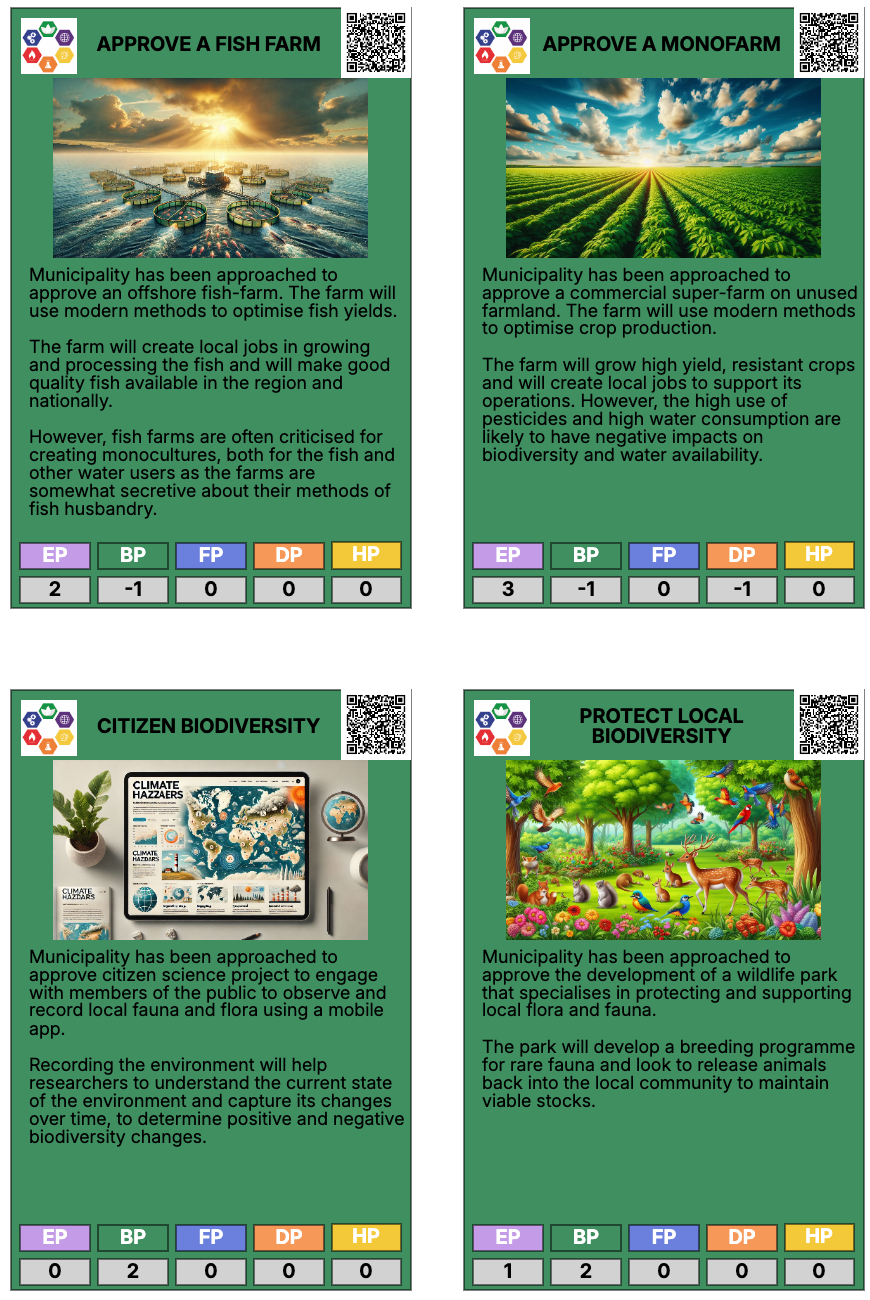 APPROVE A FISH FARM
Municipality has been approached to
approve an offshore fish-farm. The farm will
use modern methods to optimise fish yields.
The farm will create local jobs in growing
and processing the fish and will make good
quality fish available in the region and
nationally.
However, fish farms are often criticised for
creating monocultures, both for the fish and
other water users as the farms are
somewhat secretive about their methods of
fish husbandry.
EP BP FP DP HP
2 -1 0 0 0
APPROVE A MONOFARM
Municipality has been approached to
approve a commercial super-farm on unused
farmland. The farm will use modern methods
to optimise crop production.
The farm will grow high yield, resistant crops
and will create local jobs to support its
operations. However, the high use of
pesticides and high water consumption are
likely to have negative impacts on
biodiversity and water availability.
EP BP FP DP HP
3 -1 0 -1 0
CITIZEN BIODIVERSITY
CLIMATE
HAZZAERS
CLIMATE
HAZDARS
CLIMATE
HAZDARS
Municipality has been approached to
approve citizen science project to engage
with members of the public to observe and
record local fauna and flora using a mobile
app.
Recording the environment will help
researchers to understand the current state
of the environment and capture its changes
over time, to determine positive and negative
biodiversity changes.
EP BP FP DP HP
0 2 0 0 0
PROTECT LOCAL
BIODIVERSITY
Municipality has been approached to
approve the development of a wildlife park
that specialises in protecting and supporting
local flora and fauna.
The park will develop a breeding programme
for rare fauna and look to release animals
back into the local community to maintain
viable stocks.
EP BP FP DP HP
1 2 0 0 0